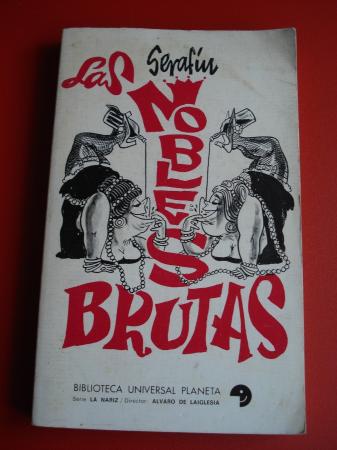 Las Serafín
NOBLES
BRUTAS
BIBLIOTECA UNIVERSAL PLANETA
Serie LA NARIZ / Director: ALVARO DE LAIGLESIA